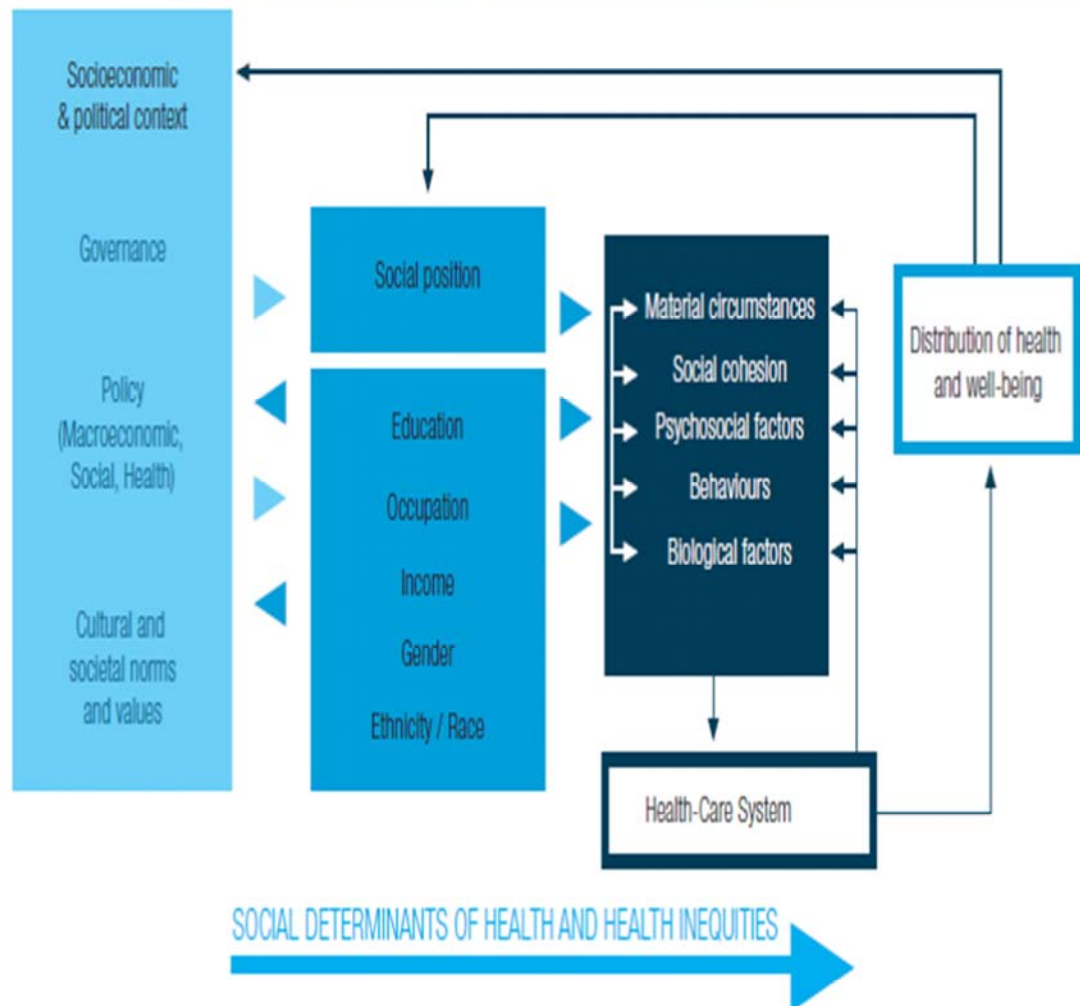 Socioeconomic
& political context
Governance
Policy
(Macroeconomic,
Social, Health)
Cultural and
societal norms
and values
Social position
Education
Occupation
Income
Gender
Ethnicity / Race
Material circumstances
Social cohesion
Psychosocial factors
Behaviours
Biological factors
Health-Care System
Distribution of health
and well-being
SOCIAL DETERMINANTS OF HEALTH AND HEALTH INEQUITIES